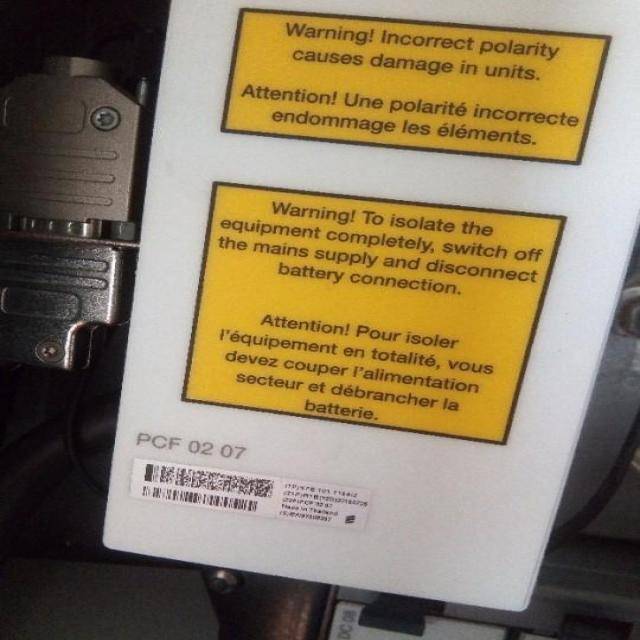 Warning! Incorrect polarity
causes damage in units.
Attention! Une polarité incorrecte
endommage les éléments.
Warning! To isolate the
equipment completely, switch off
the mains supply and disconnect
battery connection.
Attention! Pour isoler
l'équipement en totalité, vous
devez couper l'alimentation
secteur et débrancher la
batterie.
PCF 02 07
Made in Thailand
DC 08